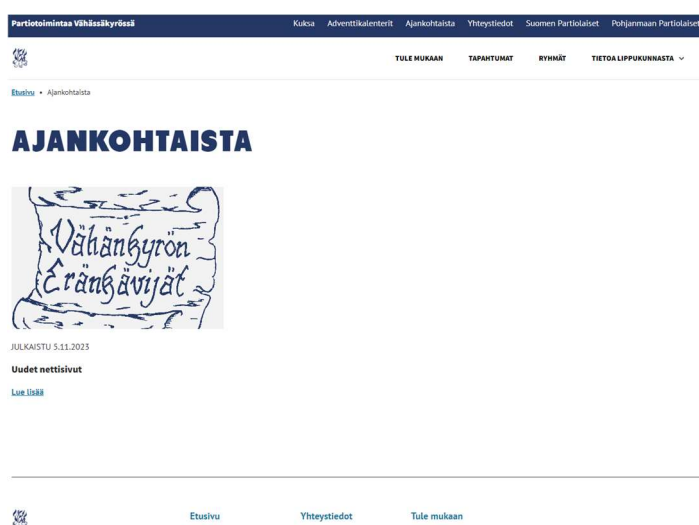 Partiotoimintaa Vähässäkyrössä Kuksa Adventtikalenterit Ajankohtaista Yhteystiedot Suomen Partiolaiset Pohjanmaan Partiolaiset
TULE MUKAAN TAPAHTUMAT RYHMÄT TIETOA LIPPUKUNNASTA
Etusivu • Ajankohtaista
AJANKOHTAISTA
Vähänkyrön
Eränkävijät
JULKAISTU 5.11.2023
Uudet nettisivut
Lue lisää
Etusivu Yhteystiedot Tule mukaan